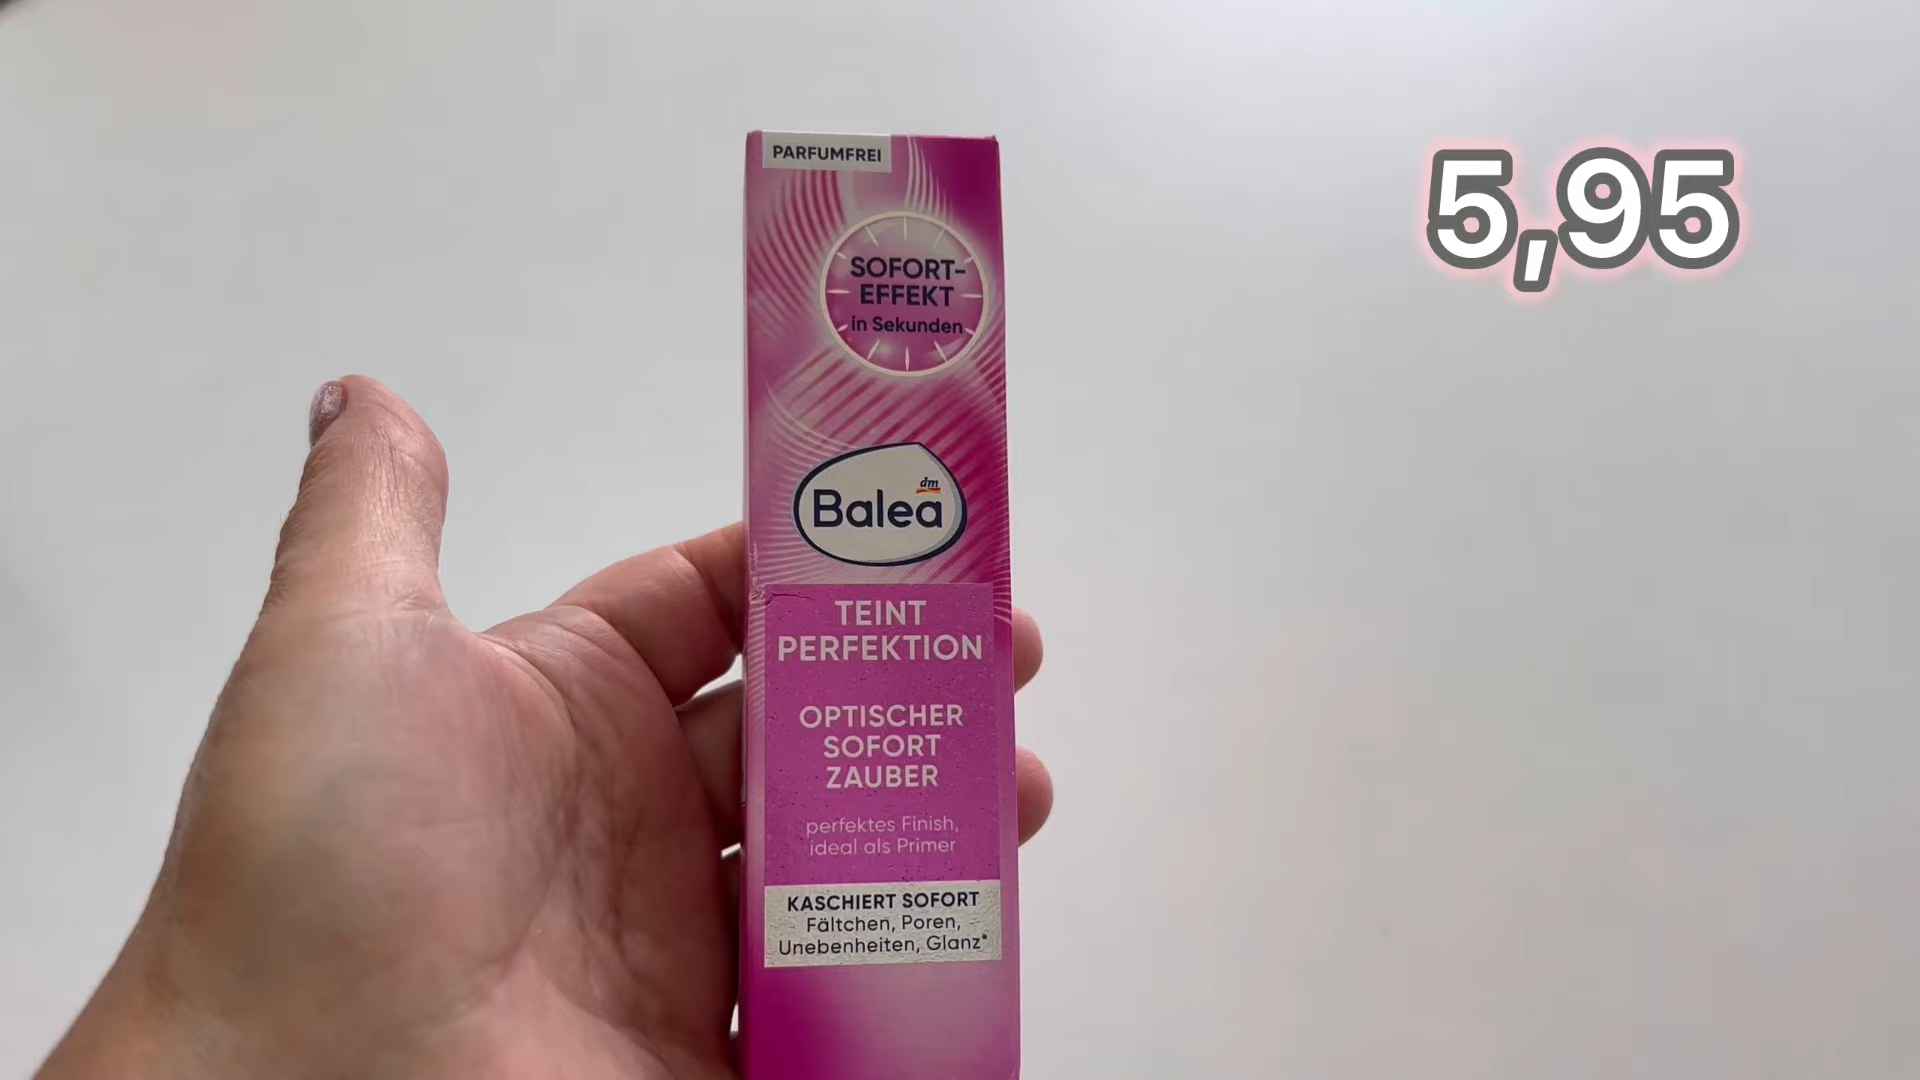 PARFUMFREI
SOFORT-
EFFEKT
in Sekunden
dm
Balea
TEINT
PERFEKTION
OPTISCHER
SOFORT
ZAUBER
perfektes Finish,
ideal als Primer
KASCHIERT SOFORT
Fältchen, Poren,
Unebenheiten, Glanz*
5,95